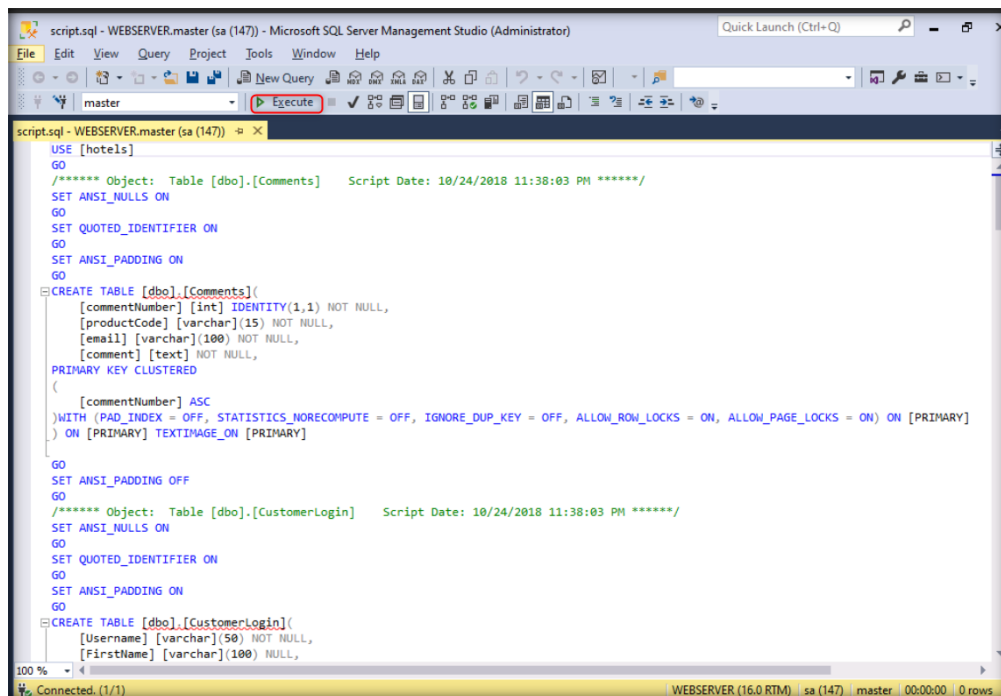 script.sql - WEBSERVER.master (sa (147)) - Microsoft SQL Server Management Studio (Administrator)
Quick Launch (Ctrl+Q)
File Edit View Query Project Tools Window Help
New Query MDX DMX XMLA DAX
master Execute
script.sql - WEBSERVER.master (sa (147))
USE [hotels]
GO
/****** Object: Table [dbo].[Comments] Script Date: 10/24/2018 11:38:03 PM ******/
SET ANSI_NULLS ON
GO
SET QUOTED_IDENTIFIER ON
GO
SET ANSI_PADDING ON
GO
CREATE TABLE [dbo].[Comments](
[commentNumber] [int] IDENTITY(1,1) NOT NULL,
[productCode] [varchar](15) NOT NULL,
[email] [varchar](100) NOT NULL,
[comment] [text] NOT NULL,
PRIMARY KEY CLUSTERED
(
[commentNumber] ASC
)WITH (PAD_INDEX = OFF, STATISTICS_NORECOMPUTE = OFF, IGNORE_DUP_KEY = OFF, ALLOW_ROW_LOCKS = ON, ALLOW_PAGE_LOCKS = ON) ON [PRIMARY]
) ON [PRIMARY] TEXTIMAGE_ON [PRIMARY]
GO
SET ANSI_PADDING OFF
GO
/****** Object: Table [dbo].[CustomerLogin] Script Date: 10/24/2018 11:38:03 PM ******/
SET ANSI_NULLS ON
GO
SET QUOTED_IDENTIFIER ON
GO
SET ANSI_PADDING ON
GO
CREATE TABLE [dbo].[CustomerLogin](
[Username] [varchar](50) NOT NULL,
[FirstName] [varchar](100) NULL,
100 %
Connected. (1/1) WEBSERVER (16.0 RTM) sa (147) master 00:00:00 0 rows